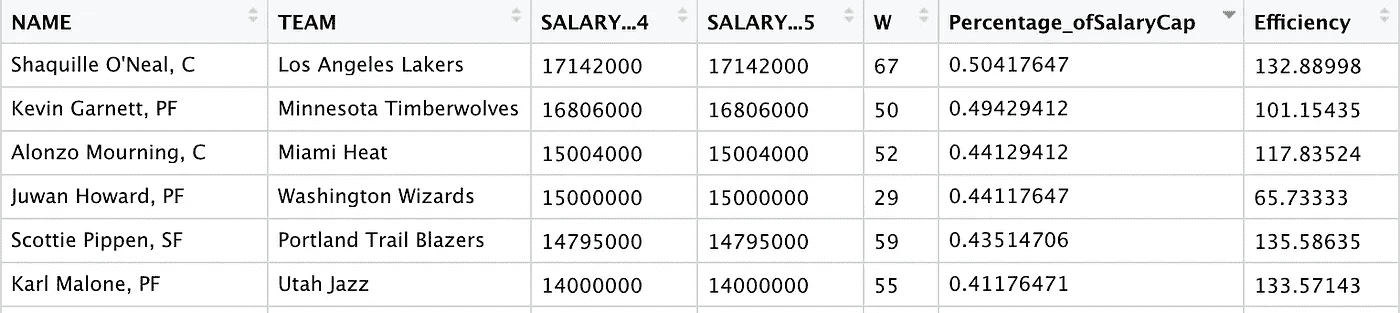 NAME TEAM SALARY...4 SALARY...5 W Percentage_ofSalaryCap Efficiency
Shaquille O'Neal, C Los Angeles Lakers 17142000 17142000 67 0.50417647 132.88998
Kevin Garnett, PF Minnesota Timberwolves 16806000 16806000 50 0.49429412 101.15435
Alonzo Mourning, C Miami Heat 15004000 15004000 52 0.44129412 117.83524
Juwan Howard, PF Washington Wizards 15000000 15000000 29 0.44117647 65.73333
Scottie Pippen, SF Portland Trail Blazers 14795000 14795000 59 0.43514706 135.58635
Karl Malone, PF Utah Jazz 14000000 14000000 55 0.41176471 133.57143